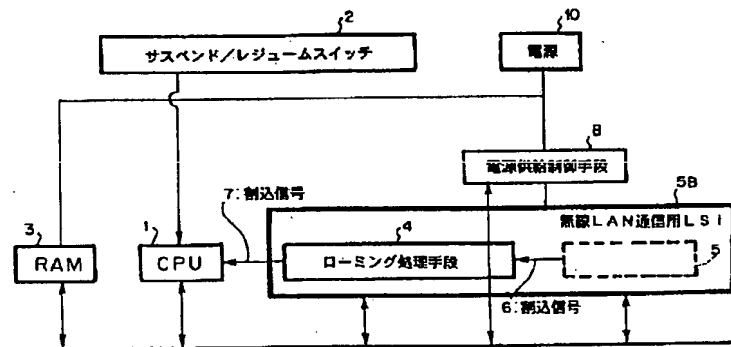 2
サスペンド／レジュームスイッチ
10
電源
8
電源供給制御手段
5B
無線LAN通信用LSI
7:割込信号
3
RAM
1
CPU
4
ローミング処理手段
5
6:割込信号